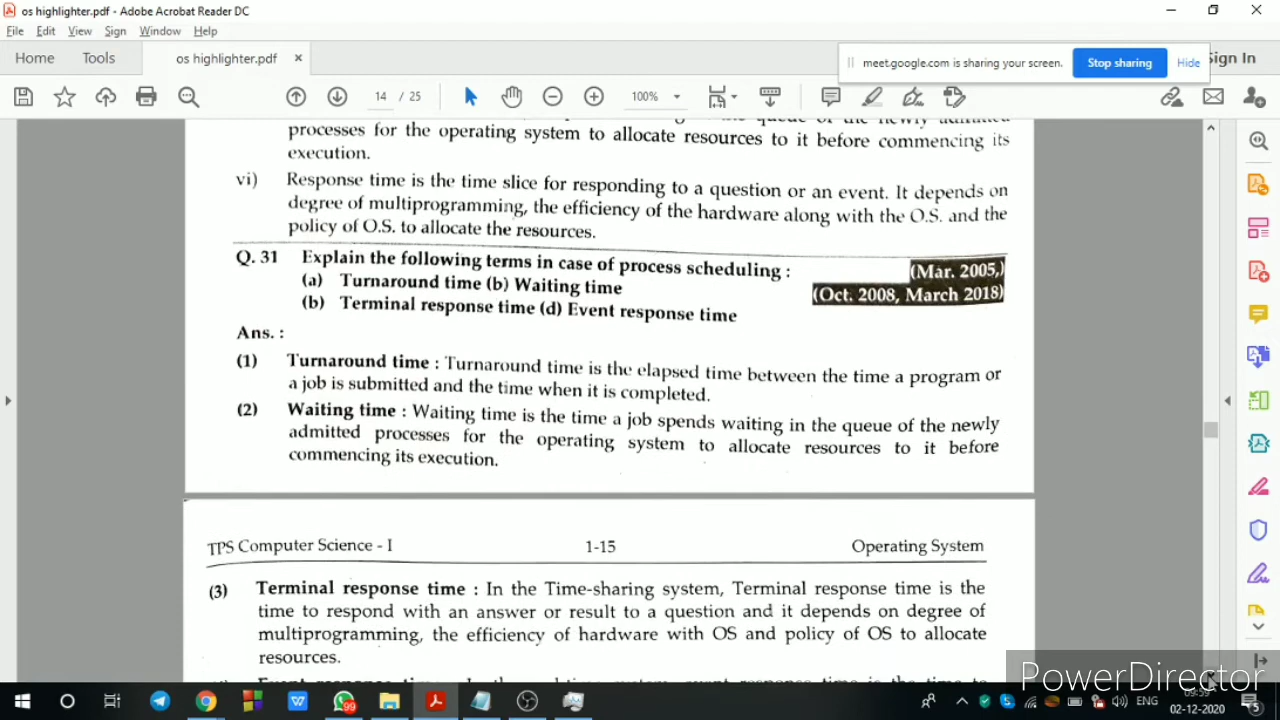 os highlighter.pdf - Adobe Acrobat Reader DC
File Edit View Sign Window Help
Home Tools os highlighter.pdf ×
meet.google.com is sharing your screen. Stop sharing Hide
Sign In
14 / 25 100%
processes for the operating system to allocate resources to it before commencing its
execution.
vi) Response time is the time slice for responding to a question or an event. It depends on
degree of multiprogramming, the efficiency of the hardware along with the O.S. and the
policy of O.S. to allocate the resources.
Q. 31 Explain the following terms in case of process scheduling : (Mar. 2005,)
(a) Turnaround time (b) Waiting time (Oct. 2008, March 2018)
(b) Terminal response time (d) Event response time
Ans. :
(1) Turnaround time : Turnaround time is the elapsed time between the time a program or
a job is submitted and the time when it is completed.
(2) Waiting time : Waiting time is the time a job spends waiting in the queue of the newly
admitted processes for the operating system to allocate resources to it before
commencing its execution.
TPS Computer Science - I 1-15 Operating System
(3) Terminal response time : In the Time-sharing system, Terminal response time is the
time to respond with an answer or result to a question and it depends on degree of
multiprogramming, the efficiency of hardware with OS and policy of OS to allocate
resources.
PowerDirector
99
ENG
09:59
02-12-2020
5